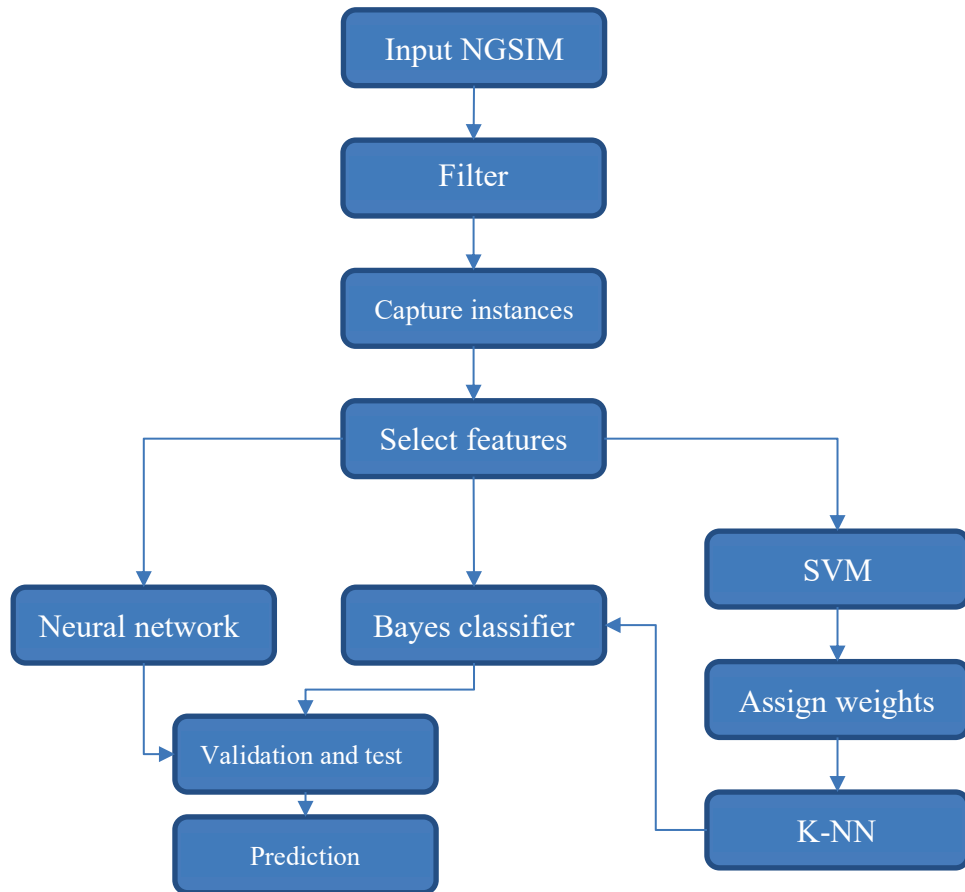 Input NGSIM
Filter
Capture instances
Select features
SVM
Neural network
Bayes classifier
Assign weights
Validation and test
K-NN
Prediction